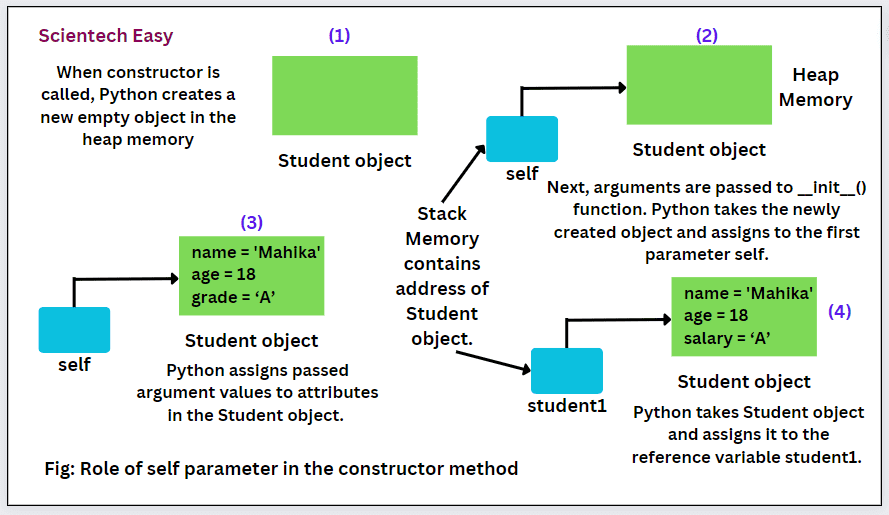 Scientech Easy
(1)
When constructor is
called, Python creates a
new empty object in the
heap memory
Student object
(2)
Heap
Memory
Student object
self
Next, arguments are passed to __init__()
function. Python takes the newly
created object and assigns to the first
parameter self.
Stack
Memory
contains
address of
Student
object.
(3)
name = 'Mahika'
age = 18
grade = ‘A’
self
Student object
Python assigns passed
argument values to attributes
in the Student object.
name = 'Mahika'
age = 18
salary = ‘A’
(4)
Student object
student1
Python takes Student object
and assigns it to the
reference variable student1.
Fig: Role of self parameter in the constructor method